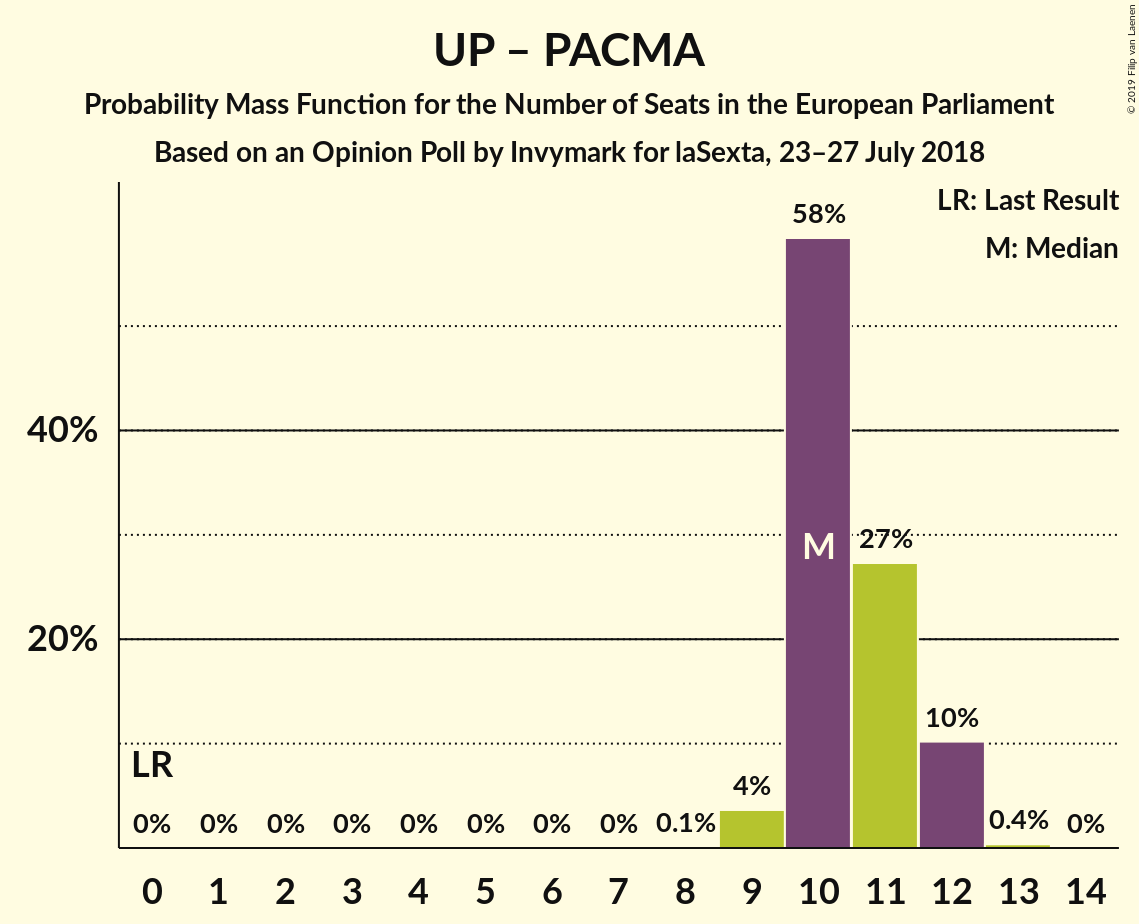 UP – PACMA
Probability Mass Function for the Number of Seats in the European Parliament
Based on an Opinion Poll by Invymark for laSexta, 23–27 July 2018
© 2019 Filip van Laenen
LR: Last Result
M: Median
58%
40%
M
27%
20%
10%
LR
4%
0% 0% 0% 0% 0% 0% 0% 0% 0.1% 0.4% 0%
0 1 2 3 4 5 6 7 8 9 10 11 12 13 14